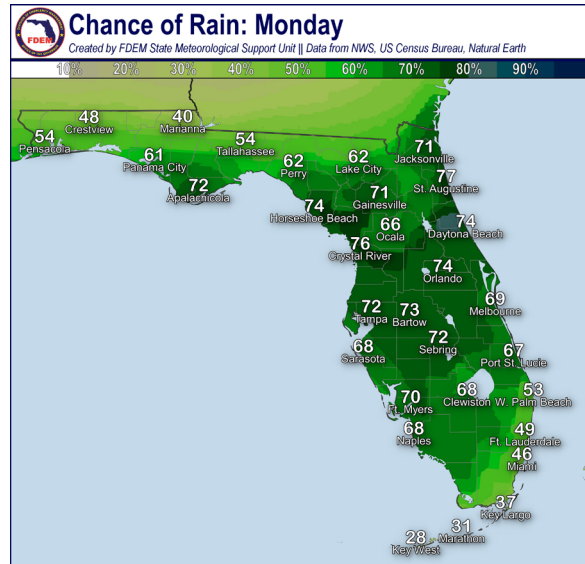 FDEM
Chance of Rain: Monday
Created by FDEM State Meteorological Support Unit || Data from NWS, US Census Bureau, Natural Earth
10% 20% 30% 40% 50% 60% 70% 80% 90%
48
Crestview
40
Marianna
54
Pensacola
54
Tallahassee
61
Panama City
62
Perry
62
Lake City
71
Jacksonville
72
Apalachicola
77
St. Augustine
71
Gainesville
74
Horseshoe Beach
66
Ocala
74
Daytona Beach
76
Crystal River
74
Orlando
69
Melbourne
72
Tampa
73
Bartow
72
Sebring
68
Sarasota
67
Port St. Lucie
70
Ft. Myers
68
Clewiston
53
W. Palm Beach
68
Naples
49
Ft. Lauderdale
46
Miami
37
Key Largo
31
Marathon
28
Key West